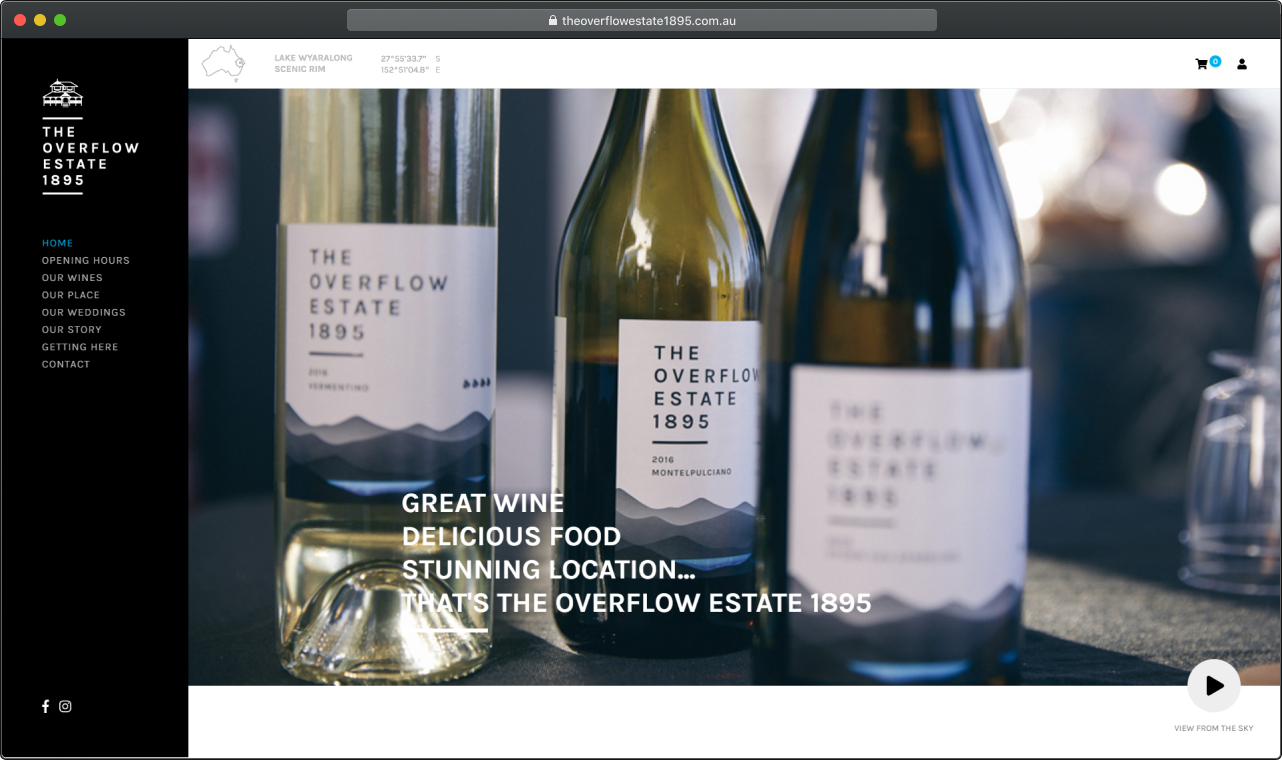 theoverflowestate1895.com.au
LAKE WYARALONG
SCENIC RIM
27°55'33.7" S
152°51'04.8" E
0
THE
OVERFLOW
ESTATE
1895
HOME
OPENING HOURS
OUR WINES
OUR PLACE
OUR WEDDINGS
OUR STORY
GETTING HERE
CONTACT
THE
OVERFLOW
ESTATE
1895
2016
VERMENTINO
THE
OVERFLOW
ESTATE
1895
2016
MONTELPULCIANO
THE
OVERFLOW
ESTATE
1895
GREAT WINE
DELICIOUS FOOD
STUNNING LOCATION...
THAT'S THE OVERFLOW ESTATE 1895
VIEW FROM THE SKY